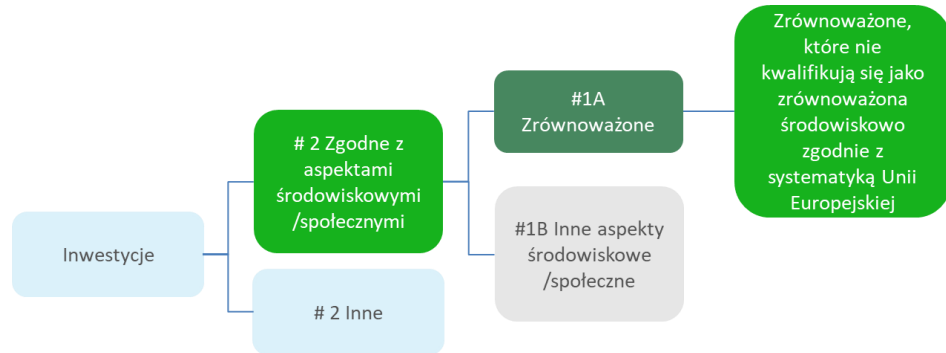 Inwestycje
# 2 Zgodne z
aspektami
środowiskowymi
/społecznymi
# 2 Inne
#1A
Zrównoważone
#1B Inne aspekty
środowiskowe
/społeczne
Zrównoważone,
które nie
kwalifikują się jako
zrównoważona
środowiskowo
zgodnie z
systematyką Unii
Europejskiej